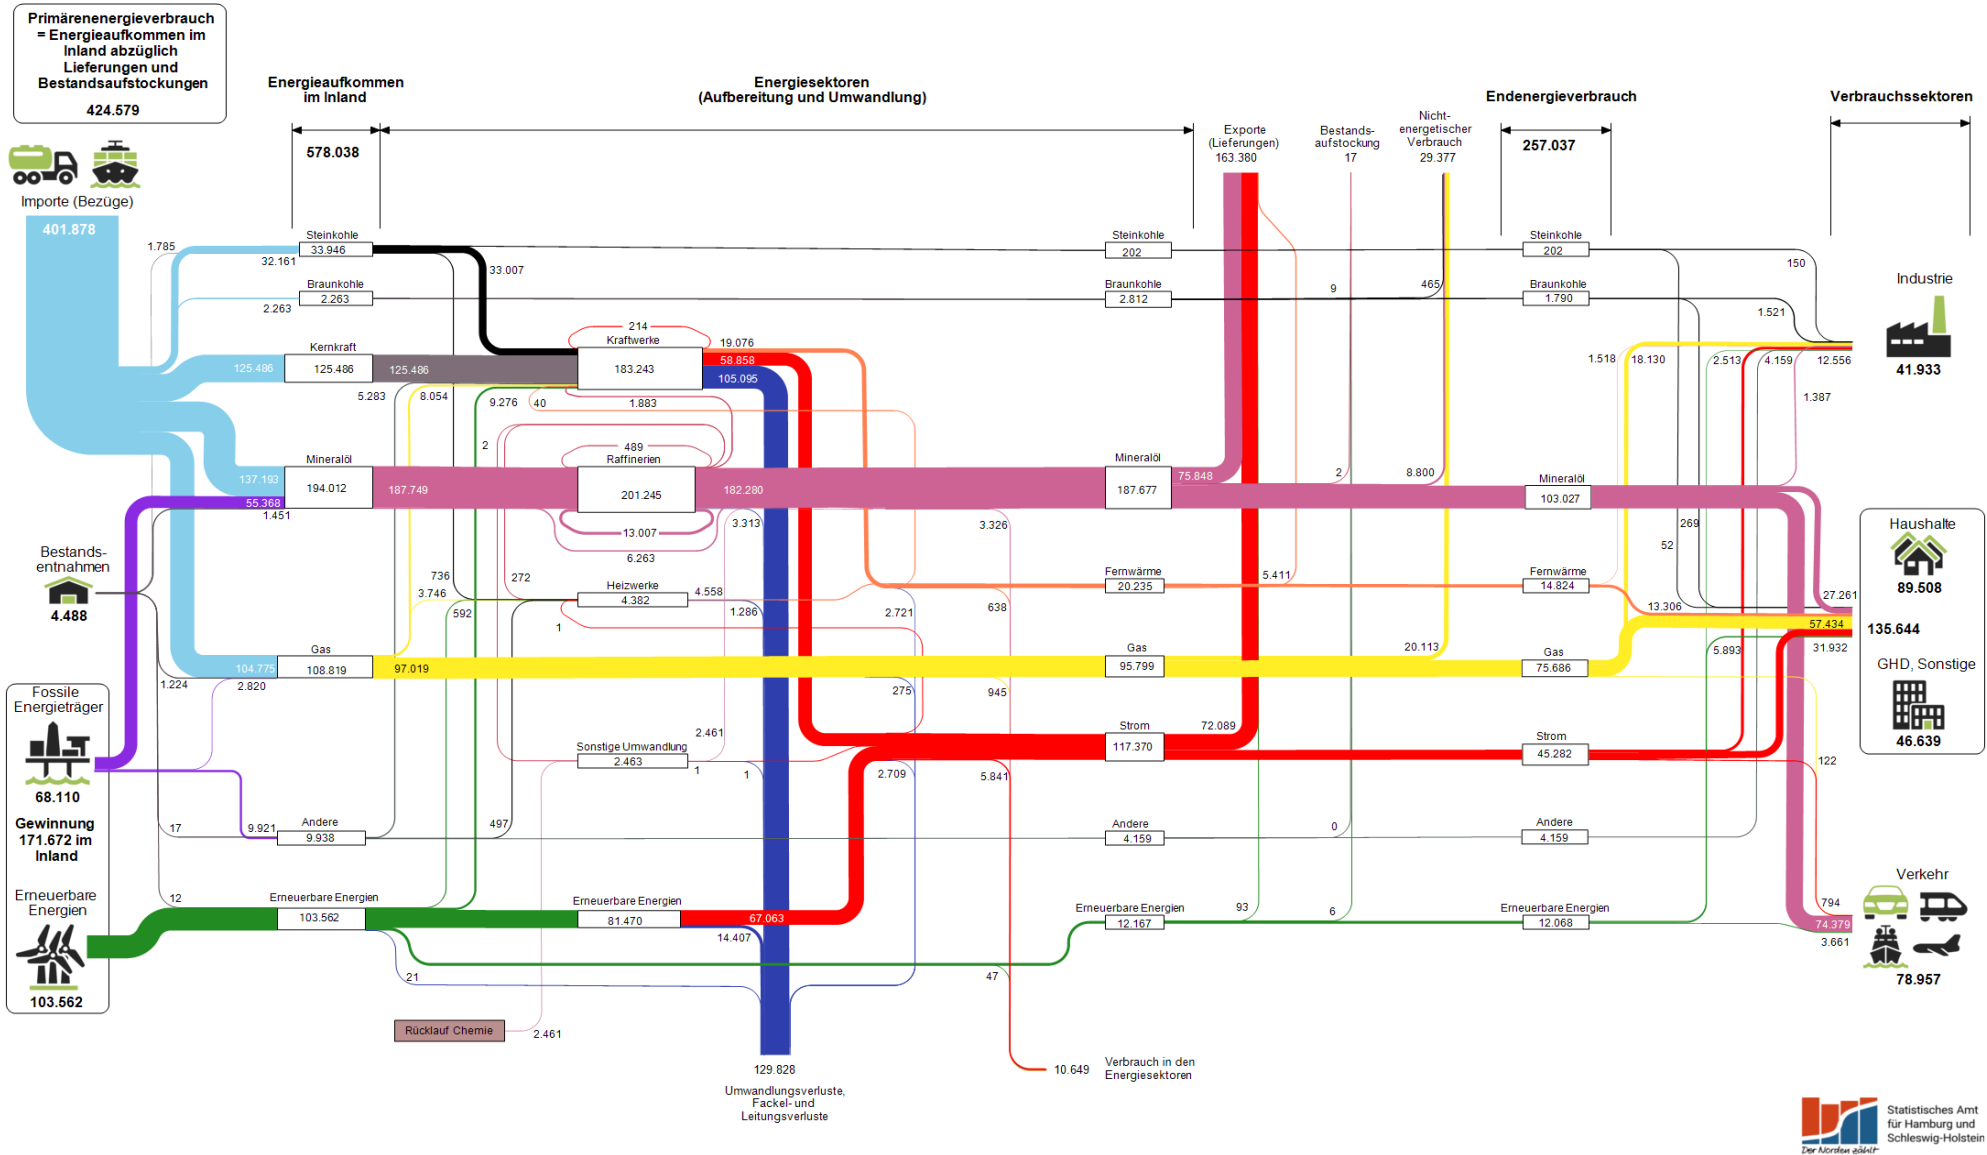 Primärenenergieverbrauch
= Energieaufkommen im
Inland abzüglich
Lieferungen und
Bestandsaufstockungen
424.579
Energieaufkommen
im Inland
578.038
Energiesektoren
(Aufbereitung und Umwandlung)
Exporte
(Lieferungen)
163.380
Bestands-
aufstockung
17
Nicht-
energetischer
Verbrauch
29.377
Endenergieverbrauch
257.037
Verbrauchssektoren
Importe (Bezüge)
401.878
1.785
32.161
Steinkohle
33.946
33.007
Steinkohle
202
Steinkohle
202
150
2.263
Braunkohle
2.263
Braunkohle
2.812
9
465
Braunkohle
1.790
1.521
Industrie
41.933
125.486
Kernkraft
125.486
125.486
214
Kraftwerke
183.243
19.076
58.858
105.095
1.518
18.130
2.513
4.159
12.556
1.387
5.283
8.054
9.276
40
1.883
2
489
Raffinerien
201.245
13.007
6.263
137.193
55.368
1.451
Mineralöl
194.012
187.749
182.280
3.313
3.326
Mineralöl
187.677
75.848
2
8.800
Mineralöl
103.027
269
52
Bestands-
entnahmen
4.488
736
3.746
592
272
Heizwerke
4.382
4.558
1.286
1
2.721
638
Fernwärme
20.235
5.411
Fernwärme
14.824
13.306
27.261
57.434
31.932
5.893
Haushalte
89.508
135.644
GHD, Sonstige
46.639
104.775
1.224
2.820
Gas
108.819
97.019
275
945
Gas
95.799
20.113
Gas
75.686
122
Fossile
Energieträger
68.110
Gewinnung
171.672 im
Inland
Erneuerbare
Energien
103.562
2.461
Sonstige Umwandlung
2.463
1
1
2.709
5.841
Strom
117.370
72.089
Strom
45.282
17
9.921
Andere
9.938
497
Andere
4.159
0
Andere
4.159
12
Erneuerbare Energien
103.562
Erneuerbare Energien
81.470
67.063
14.407
21
47
Erneuerbare Energien
12.167
93
6
Erneuerbare Energien
12.068
Verkehr
794
74.379
3.661
78.957
Rücklauf Chemie
2.461
129.828
Umwandlungsverluste,
Fackel- und
Leitungsverluste
10.649
Verbrauch in den
Energiesektoren
Statistisches Amt
für Hamburg und
Schleswig-Holstein
Der Norden zählt